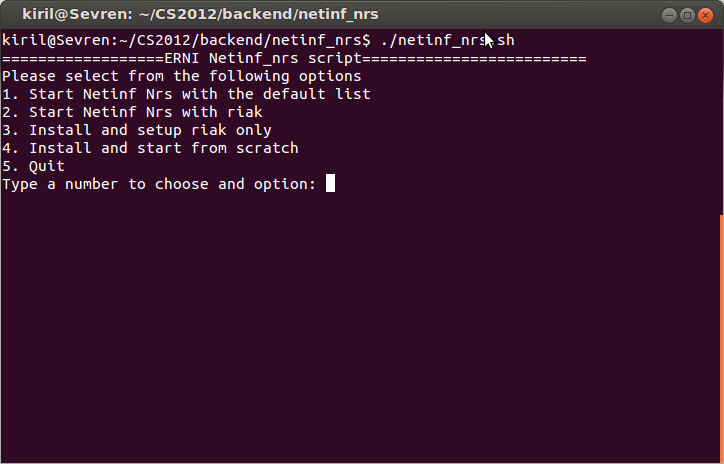 kiril@Sevren: ~/CS2012/backend/netinf_nrs
kiril@Sevren:~/CS2012/backend/netinf_nrs$ ./netinf_nrs.sh
==================ERNI Netinf_nrs script=========================
Please select from the following options
1. Start Netinf Nrs with the default list
2. Start Netinf Nrs with riak
3. Install and setup riak only
4. Install and start from scratch
5. Quit
Type a number to choose and option: